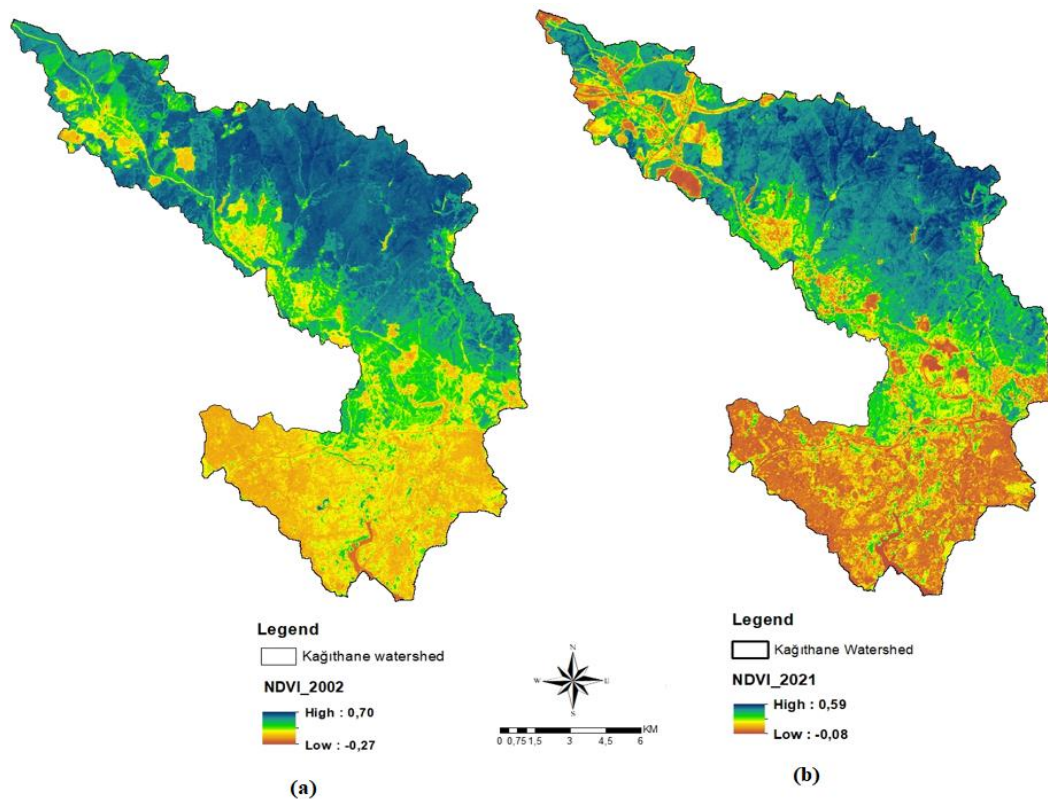 Legend
Kağıthane watershed
NDVI_2002
High : 0,70
Low : -0,27
(a)
N
W
E
S
KM
0 0,75 1,5 3 4,5 6
Legend
Kağıthane Watershed
NDVI_2021
High : 0,59
Low : -0,08
(b)